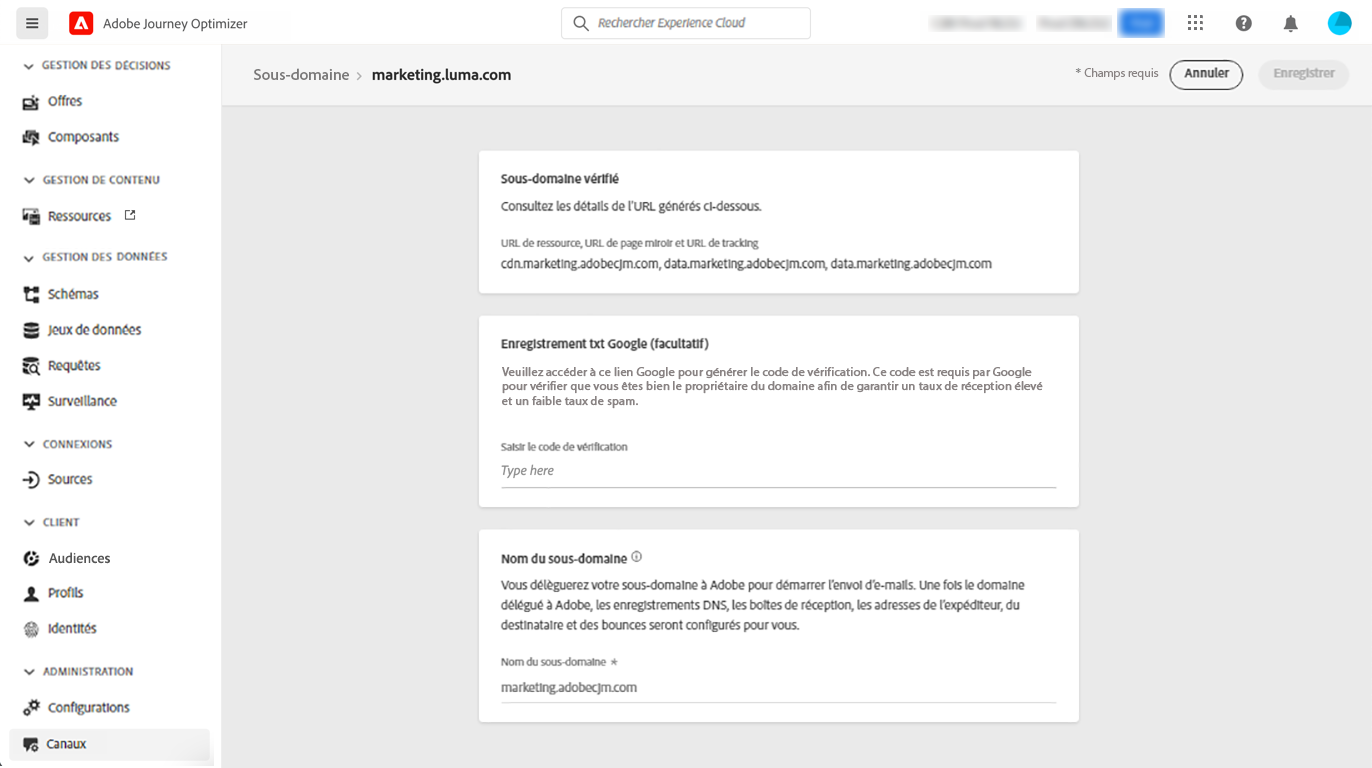 Adobe Journey Optimizer
Rechercher Experience Cloud
GESTION DES DÉCISIONS
Offres
Composants
GESTION DE CONTENU
Ressources
GESTION DES DONNÉES
Schémas
Jeux de données
Requêtes
Surveillance
CONNEXIONS
Sources
CLIENT
Audiences
Profils
Identités
ADMINISTRATION
Configurations
Canaux
Sous-domaine > marketing.luma.com
* Champs requis
Annuler
Enregistrer
Sous-domaine vérifié
Consultez les détails de l'URL générés ci-dessous.
URL de ressource, URL de page miroir et URL de tracking
cdn.marketing.adobecjm.com, data.marketing.adobecjm.com, data.marketing.adobecjm.com
Enregistrement txt Google (facultatif)
Veuillez accéder à ce lien Google pour générer le code de vérification. Ce code est requis par Google
pour vérifier que vous êtes bien le propriétaire du domaine afin de garantir un taux de réception élevé
et un faible taux de spam.
Saisir le code de vérification
Type here
Nom du sous-domaine
Vous délèguerez votre sous-domaine à Adobe pour démarrer l'envoi d'e-mails. Une fois le domaine
délégué à Adobe, les enregistrements DNS, les boîtes de réception, les adresses de l'expéditeur, du
destinataire et des bounces seront configurés pour vous.
Nom du sous-domaine *
marketing.adobecjm.com